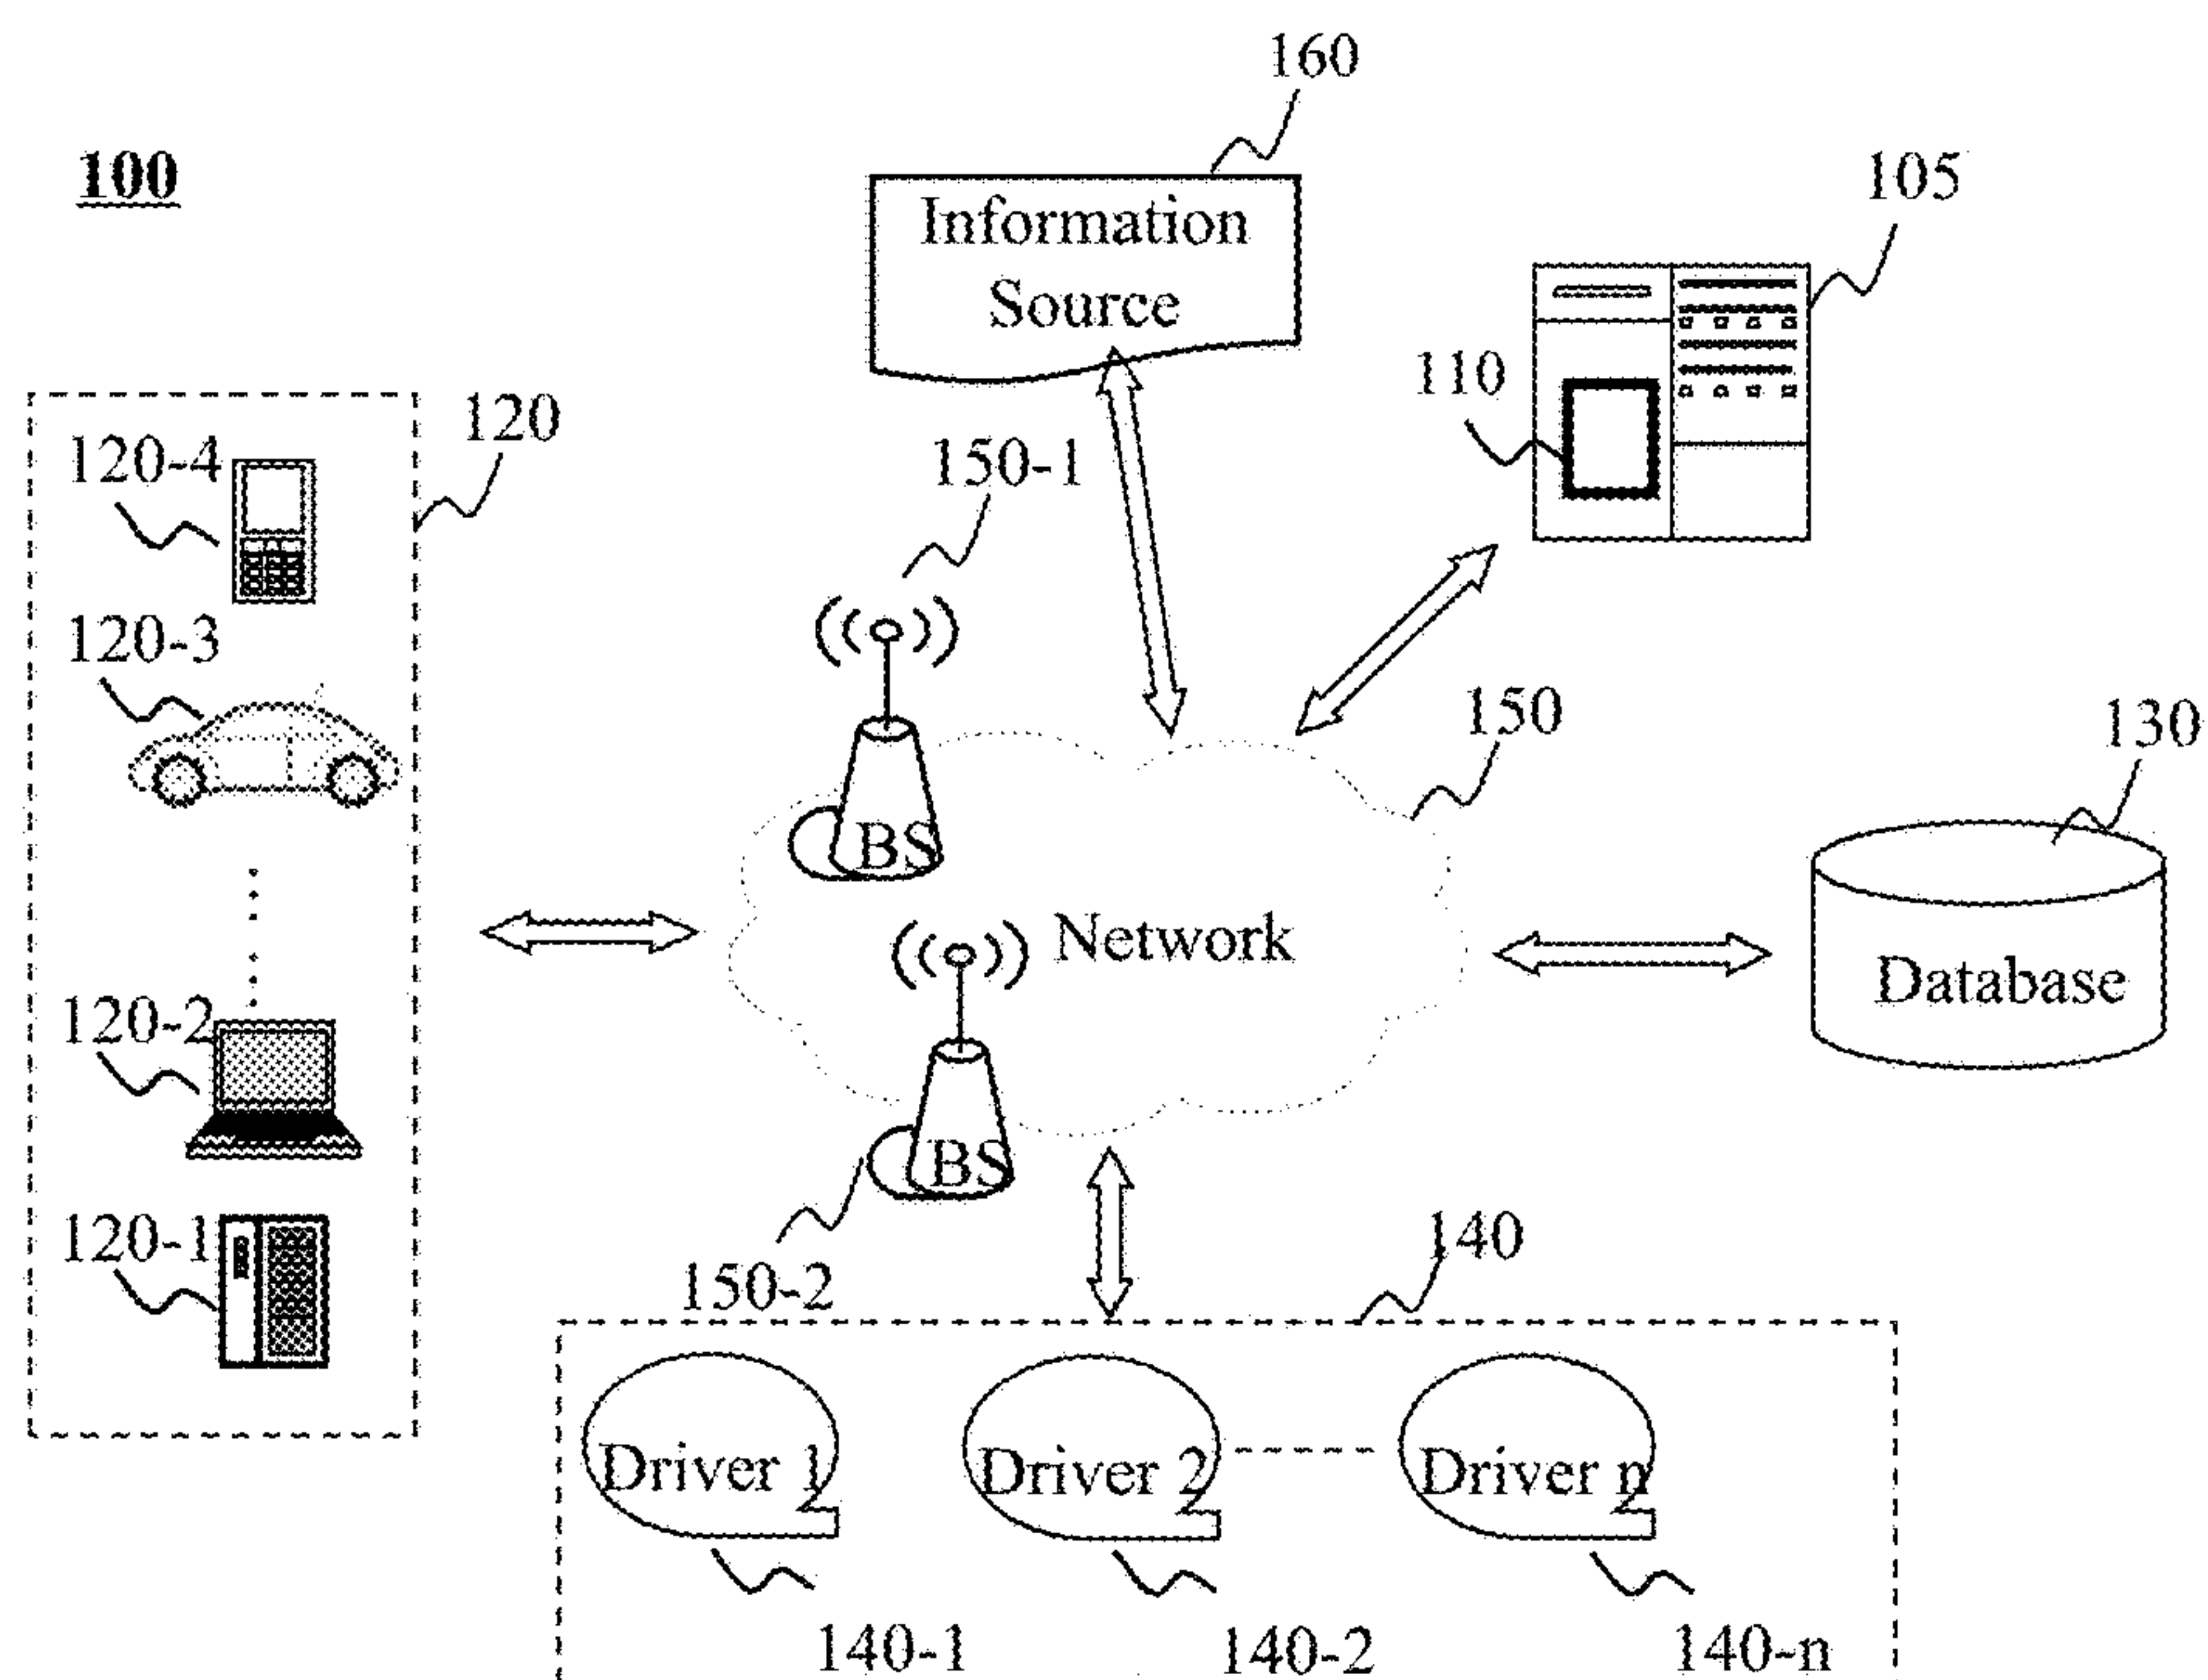 160
100
105
Information
Source
110
120
120-4
150-1
120-3
150
130
BS
Network
Database
120-2
BS
120-1
140
150-2
Driver 1
Driver 2
Driver n
140-1
140-2
140-n